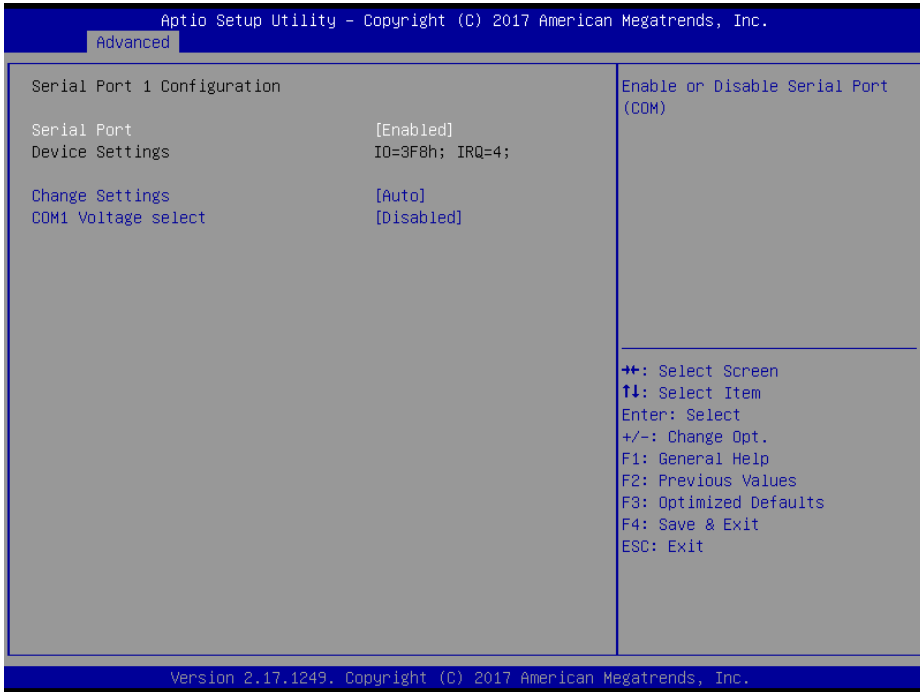 Aptio Setup Utility – Copyright (C) 2017 American Megatrends, Inc.
Advanced
Serial Port 1 Configuration
Serial Port [Enabled]
Device Settings IO=3F8h; IRQ=4;
Change Settings [Auto]
COM1 Voltage select [Disabled]
Enable or Disable Serial Port
(COM)
→←: Select Screen
↑↓: Select Item
Enter: Select
+/-: Change Opt.
F1: General Help
F2: Previous Values
F3: Optimized Defaults
F4: Save & Exit
ESC: Exit
Version 2.17.1249. Copyright (C) 2017 American Megatrends, Inc.